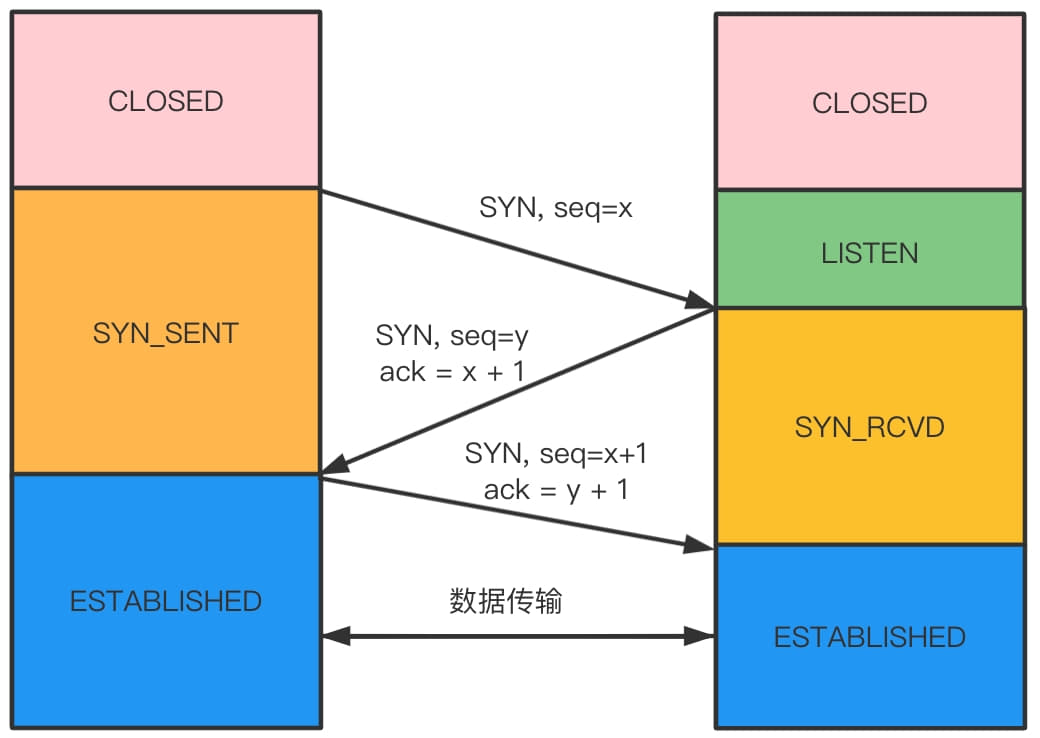 CLOSED
CLOSED
SYN, seq=x
LISTEN
SYN_SENT
SYN, seq=y
ack = x + 1
SYN_RCVD
SYN, seq=x+1
ack = y + 1
ESTABLISHED
数据传输
ESTABLISHED